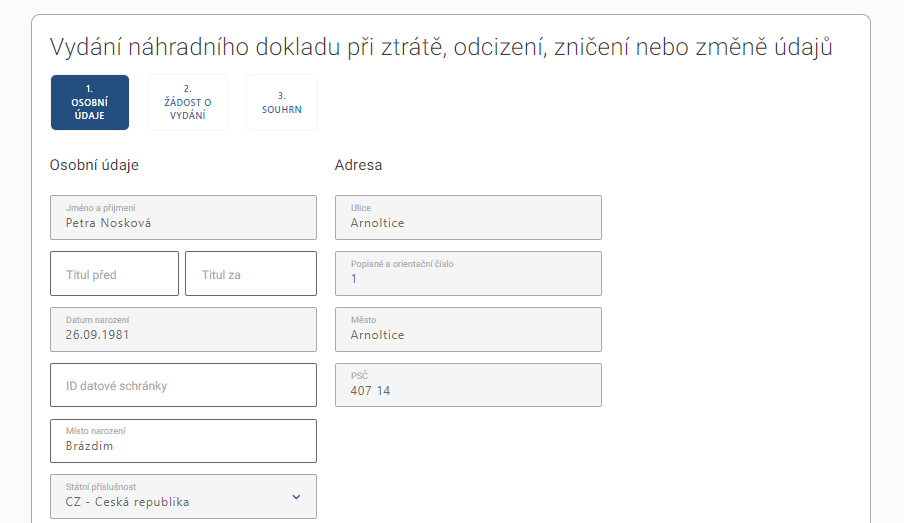 Vydání náhradního dokladu při ztrátě, odcizení, zničení nebo změně údajů
1.
OSOBNÍ
ÚDAJE
2.
ŽÁDOST O
VYDÁNÍ
3.
SOUHRN
Osobní údaje
Jméno a příjmení
Petra Nosková
Titul před
Titul za
Datum narození
26.09.1981
ID datové schránky
Místo narození
Brázdim
Státní příslušnost
CZ - Ceská republika
Adresa
Ulice
Arnoltice
Popisné a orientační číslo
1
Město
Arnoltice
PSČ
407 14